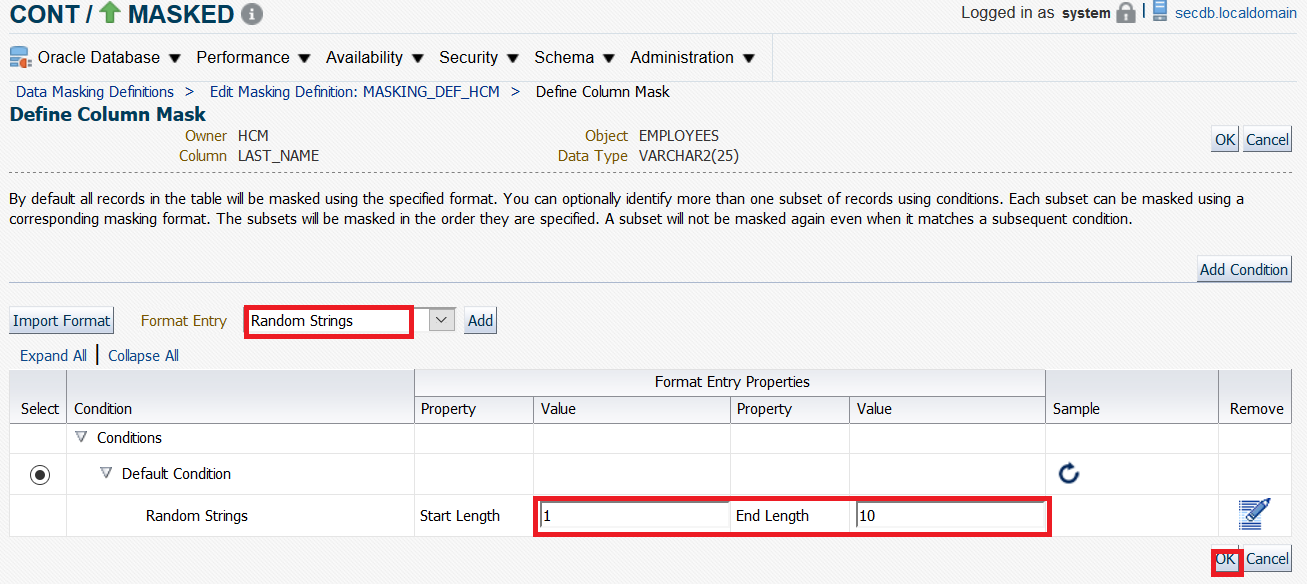 CONT / MASKED
Logged in as system | secdb.localdomain
Oracle Database Performance Availability Security Schema Administration
Data Masking Definitions > Edit Masking Definition: MASKING_DEF_HCM > Define Column Mask
Define Column Mask
Owner HCM Object EMPLOYEES
Column LAST_NAME Data Type VARCHAR2(25)
OK Cancel
By default all records in the table will be masked using the specified format. You can optionally identify more than one subset of records using conditions. Each subset can be masked using a
corresponding masking format. The subsets will be masked in the order they are specified. A subset will not be masked again even when it matches a subsequent condition.
Add Condition
Import Format Format Entry Random Strings Add
Expand All | Collapse All
Format Entry Properties
Select Condition Property Value Property Value Sample Remove
Conditions
Default Condition
Random Strings Start Length 1 End Length 10
OK Cancel